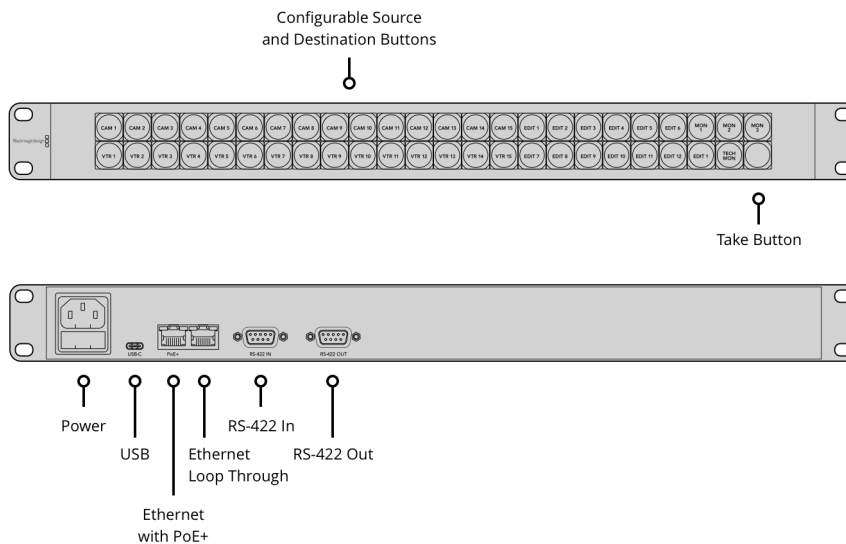 Configurable Source
and Destination Buttons
Blackmagicdesign
CAM 1 CAM 2 CAM 3 CAM 4 CAM 5 CAM 6 CAM 7 CAM 8 CAM 9 CAM 10 CAM 11 CAM 12 CAM 13 CAM 14 CAM 15 EDIT 1 EDIT 2 EDIT 3 EDIT 4 EDIT 5 EDIT 6 MON 1 MON 2 MON 3
VTR 1 VTR 2 VTR 3 VTR 4 VTR 5 VTR 6 VTR 7 VTR 8 VTR 9 VTR 10 VTR 11 VTR 12 VTR 13 VTR 14 VTR 15 EDIT 7 EDIT 8 EDIT 9 EDIT 10 EDIT 11 EDIT 12 EDIT 1 TECH MON
Take Button
USB-C PoE+ RS-422 IN RS-422 OUT
Power
USB
Ethernet
with PoE+
Ethernet
Loop Through
RS-422 In
RS-422 Out